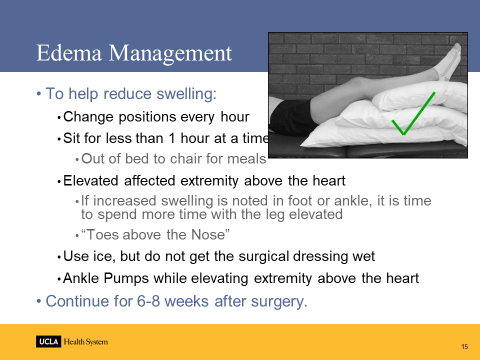 Edema Management
• To help reduce swelling:
•Change positions every hour
•Sit for less than 1 hour at a time
•Out of bed to chair for meals
•Elevated affected extremity above the heart
•If increased swelling is noted in foot or ankle, it is time
to spend more time with the leg elevated
•“Toes above the Nose”
•Use ice, but do not get the surgical dressing wet
•Ankle Pumps while elevating extremity above the heart
• Continue for 6-8 weeks after surgery.
UCLA Health System
15